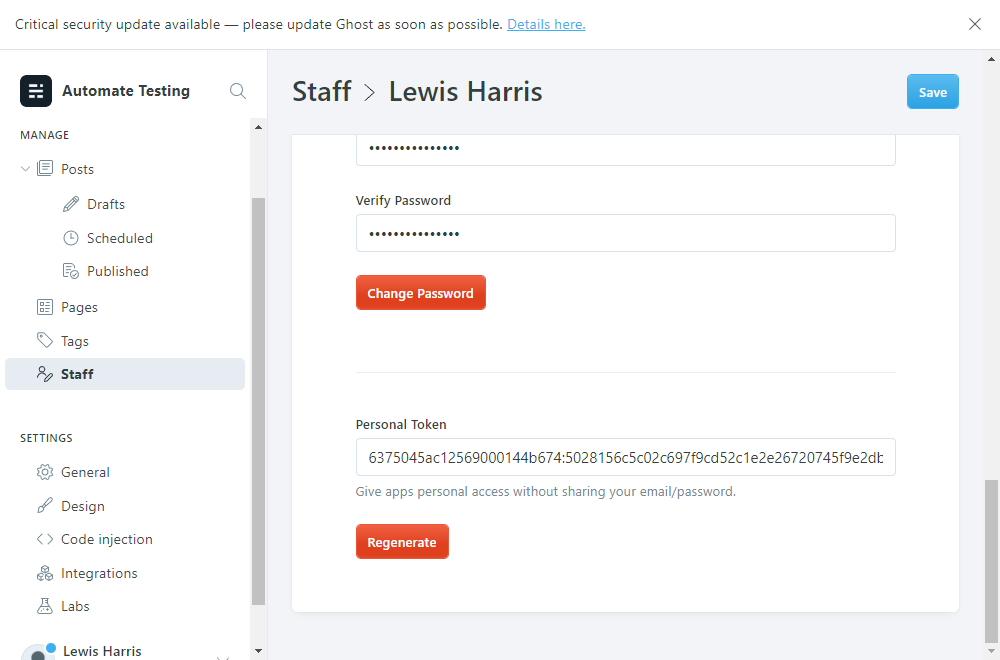 Critical security update available — please update Ghost as soon as possible. Details here.
Automate Testing
MANAGE
Posts
Drafts
Scheduled
Published
Pages
Tags
Staff
SETTINGS
General
Design
Code injection
Integrations
Labs
Lewis Harris
Staff > Lewis Harris
Save
•••••••••••••••
Verify Password
•••••••••••••••
Change Password
Personal Token
6375045ac12569000144b674:5028156c5c02c697f9cd52c1e2e26720745f9e2db
Give apps personal access without sharing your email/password.
Regenerate